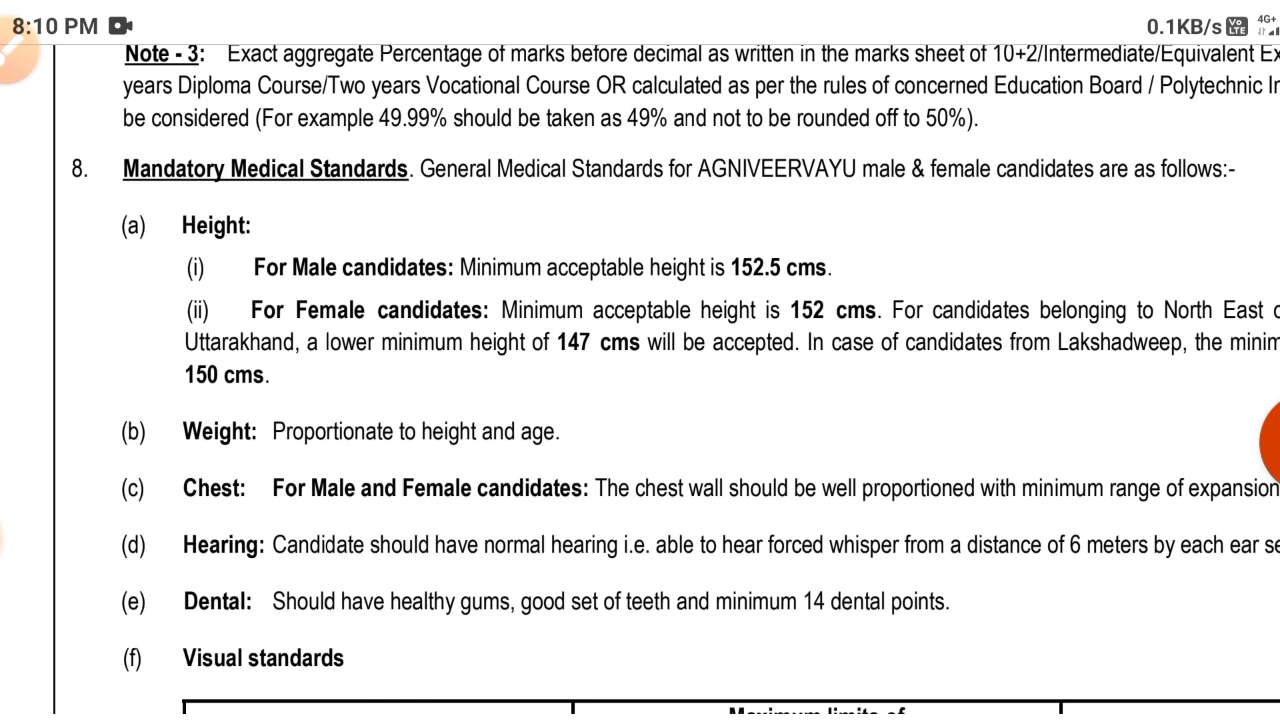 8:10 PM
0.1KB/s Vo LTE 4G+
Note - 3: Exact aggregate Percentage of marks before decimal as written in the marks sheet of 10+2/Intermediate/Equivalent Ex
years Diploma Course/Two years Vocational Course OR calculated as per the rules of concerned Education Board / Polytechnic In
be considered (For example 49.99% should be taken as 49% and not to be rounded off to 50%).
8. Mandatory Medical Standards. General Medical Standards for AGNIVEERVAYU male & female candidates are as follows:-
(a) Height:
(i) For Male candidates: Minimum acceptable height is 152.5 cms.
(ii) For Female candidates: Minimum acceptable height is 152 cms. For candidates belonging to North East
Uttarakhand, a lower minimum height of 147 cms will be accepted. In case of candidates from Lakshadweep, the minim
150 cms.
(b) Weight: Proportionate to height and age.
(c) Chest: For Male and Female candidates: The chest wall should be well proportioned with minimum range of expansion
(d) Hearing: Candidate should have normal hearing i.e. able to hear forced whisper from a distance of 6 meters by each ear se
(e) Dental: Should have healthy gums, good set of teeth and minimum 14 dental points.
(f) Visual standards
Maximum limits of